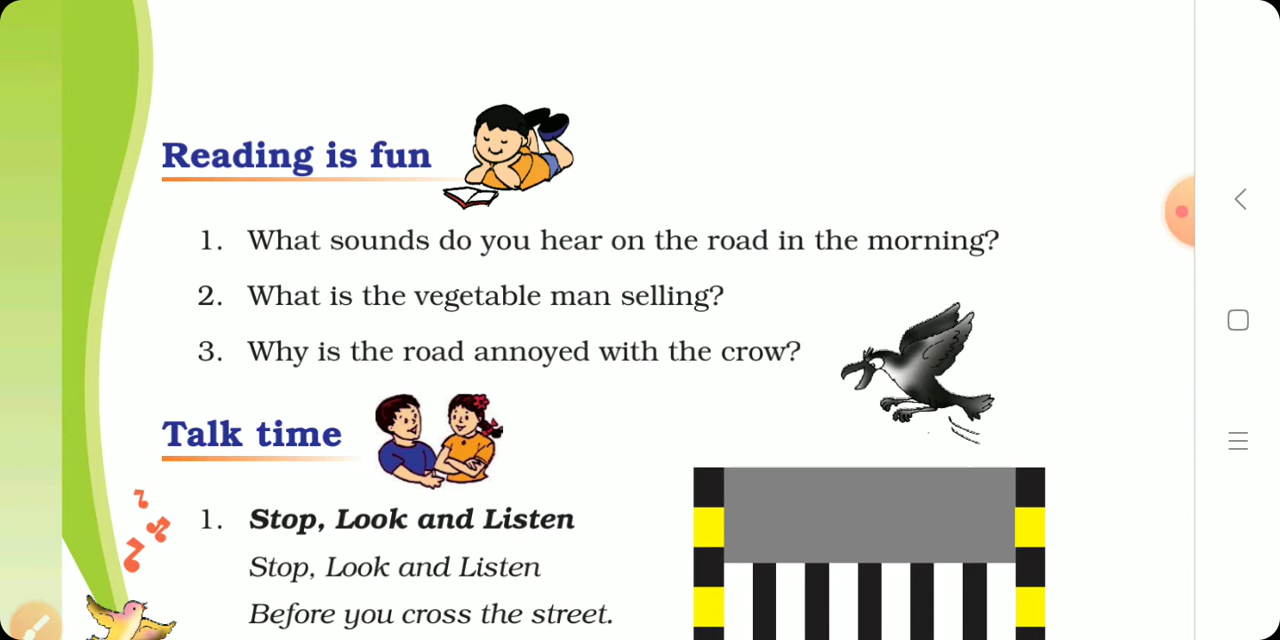 Reading is fun
1. What sounds do you hear on the road in the morning?
2. What is the vegetable man selling?
3. Why is the road annoyed with the crow?
Talk time
1. Stop, Look and Listen
Stop, Look and Listen
Before you cross the street.